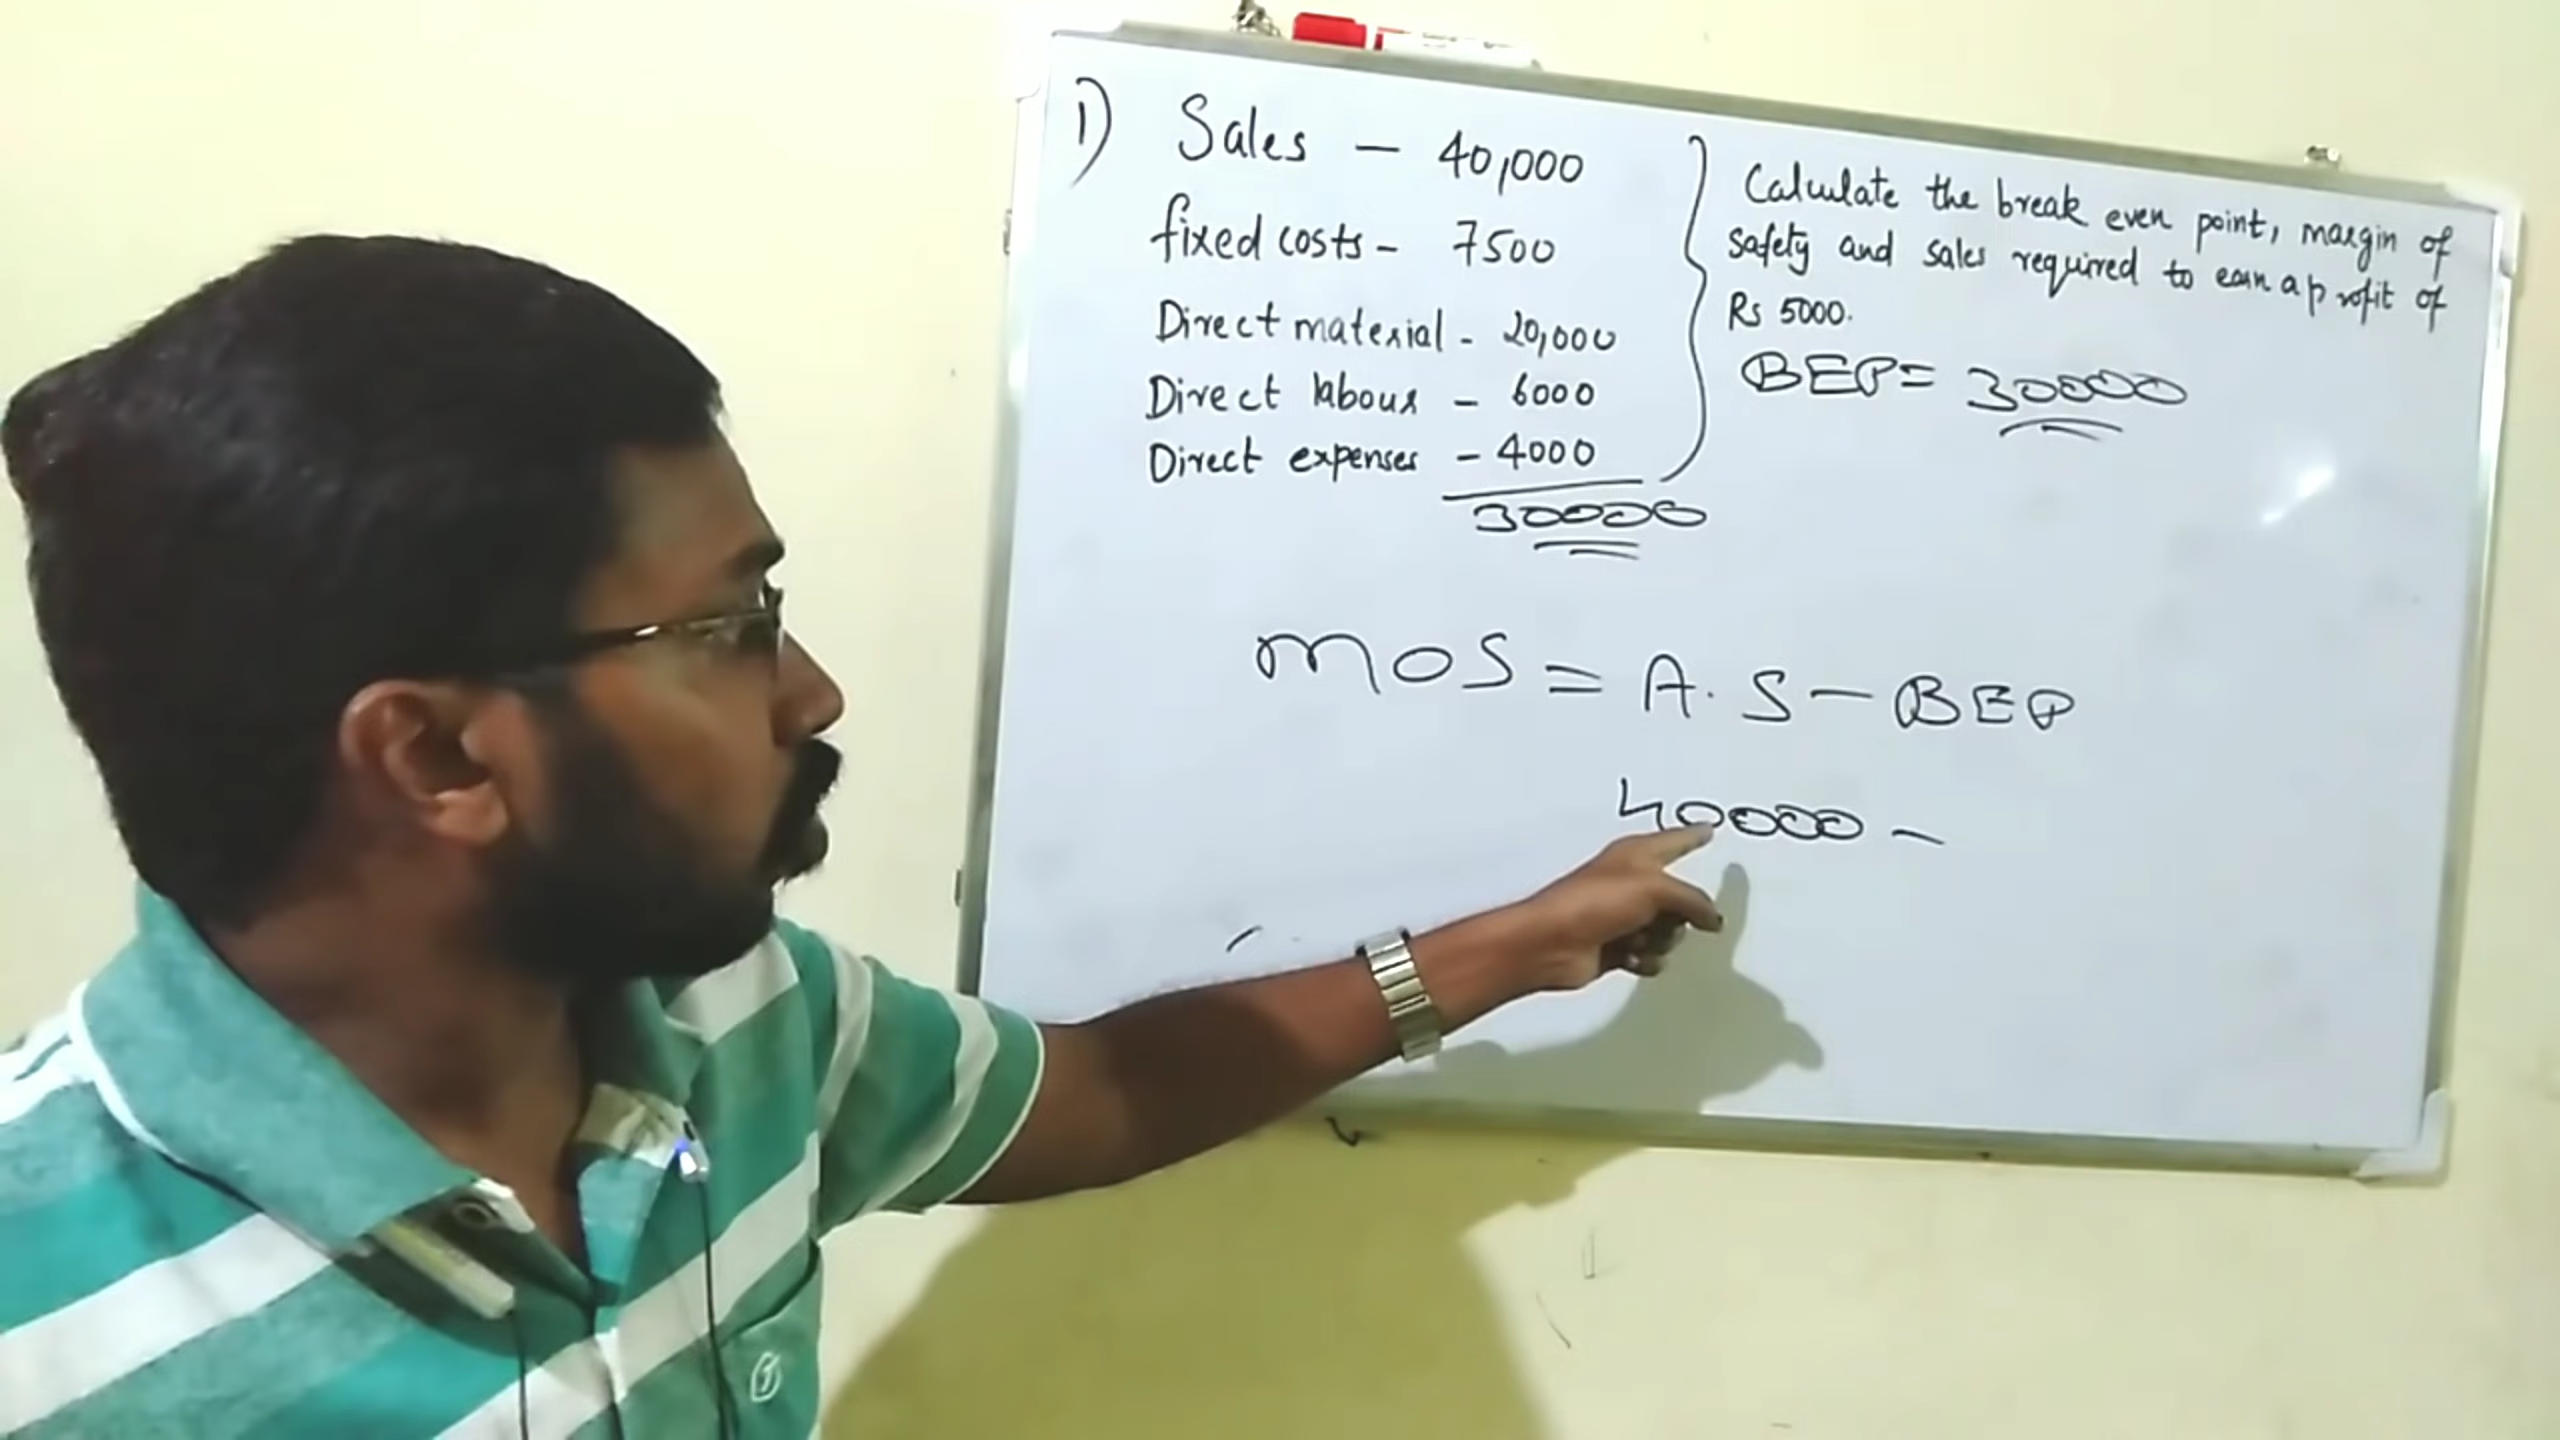 1) Sales - 40,000
fixed costs - 7500
Direct material - 20,000
Direct labour - 6000
Direct expenses - 4000
30000
Calculate the break even point, margin of
safety and sales required to earn a profit of
Rs 5000.
BEP = 30000
MOS = A.S - BEP
40000 -